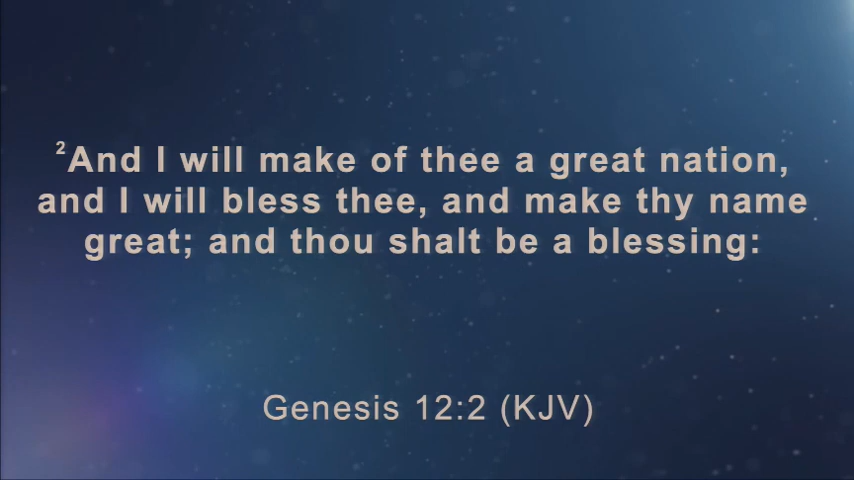 ²And I will make of thee a great nation,
and I will bless thee, and make thy name
great; and thou shalt be a blessing:
Genesis 12:2 (KJV)